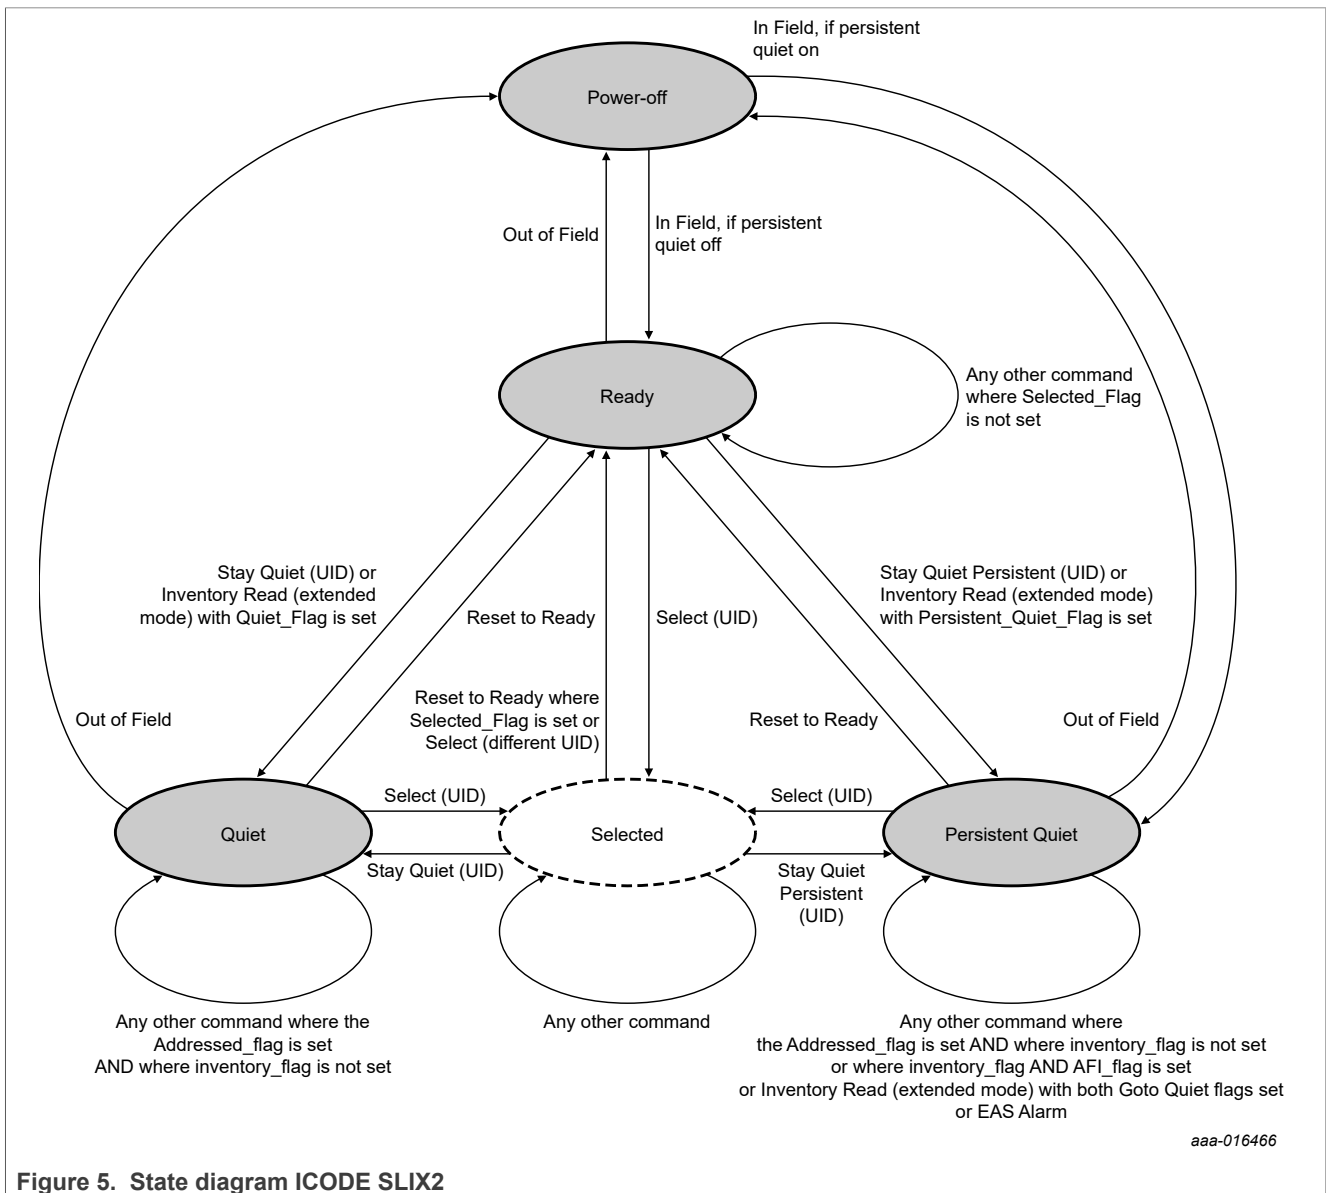 In Field, if persistent
quiet on
Power-off
Out of Field
In Field, if persistent
quiet off
Ready
Any other command
where Selected_Flag
is not set
Stay Quiet (UID) or
Inventory Read (extended
mode) with Quiet_Flag is set
Reset to Ready
Select (UID)
Stay Quiet Persistent (UID) or
Inventory Read (extended mode)
with Persistent_Quiet_Flag is set
Out of Field
Reset to Ready where
Selected_Flag is set or
Select (different UID)
Reset to Ready
Out of Field
Select (UID)
Select (UID)
Quiet
Selected
Persistent Quiet
Stay Quiet (UID)
Stay Quiet
Persistent
(UID)
Any other command where the
Addressed_flag is set
AND where inventory_flag is not set
Any other command
Any other command where
the Addressed_flag is set AND where inventory_flag is not set
or where inventory_flag AND AFI_flag is set
or Inventory Read (extended mode) with both Goto Quiet flags set
or EAS Alarm
aaa-016466
Figure 5. State diagram ICODE SLIX2